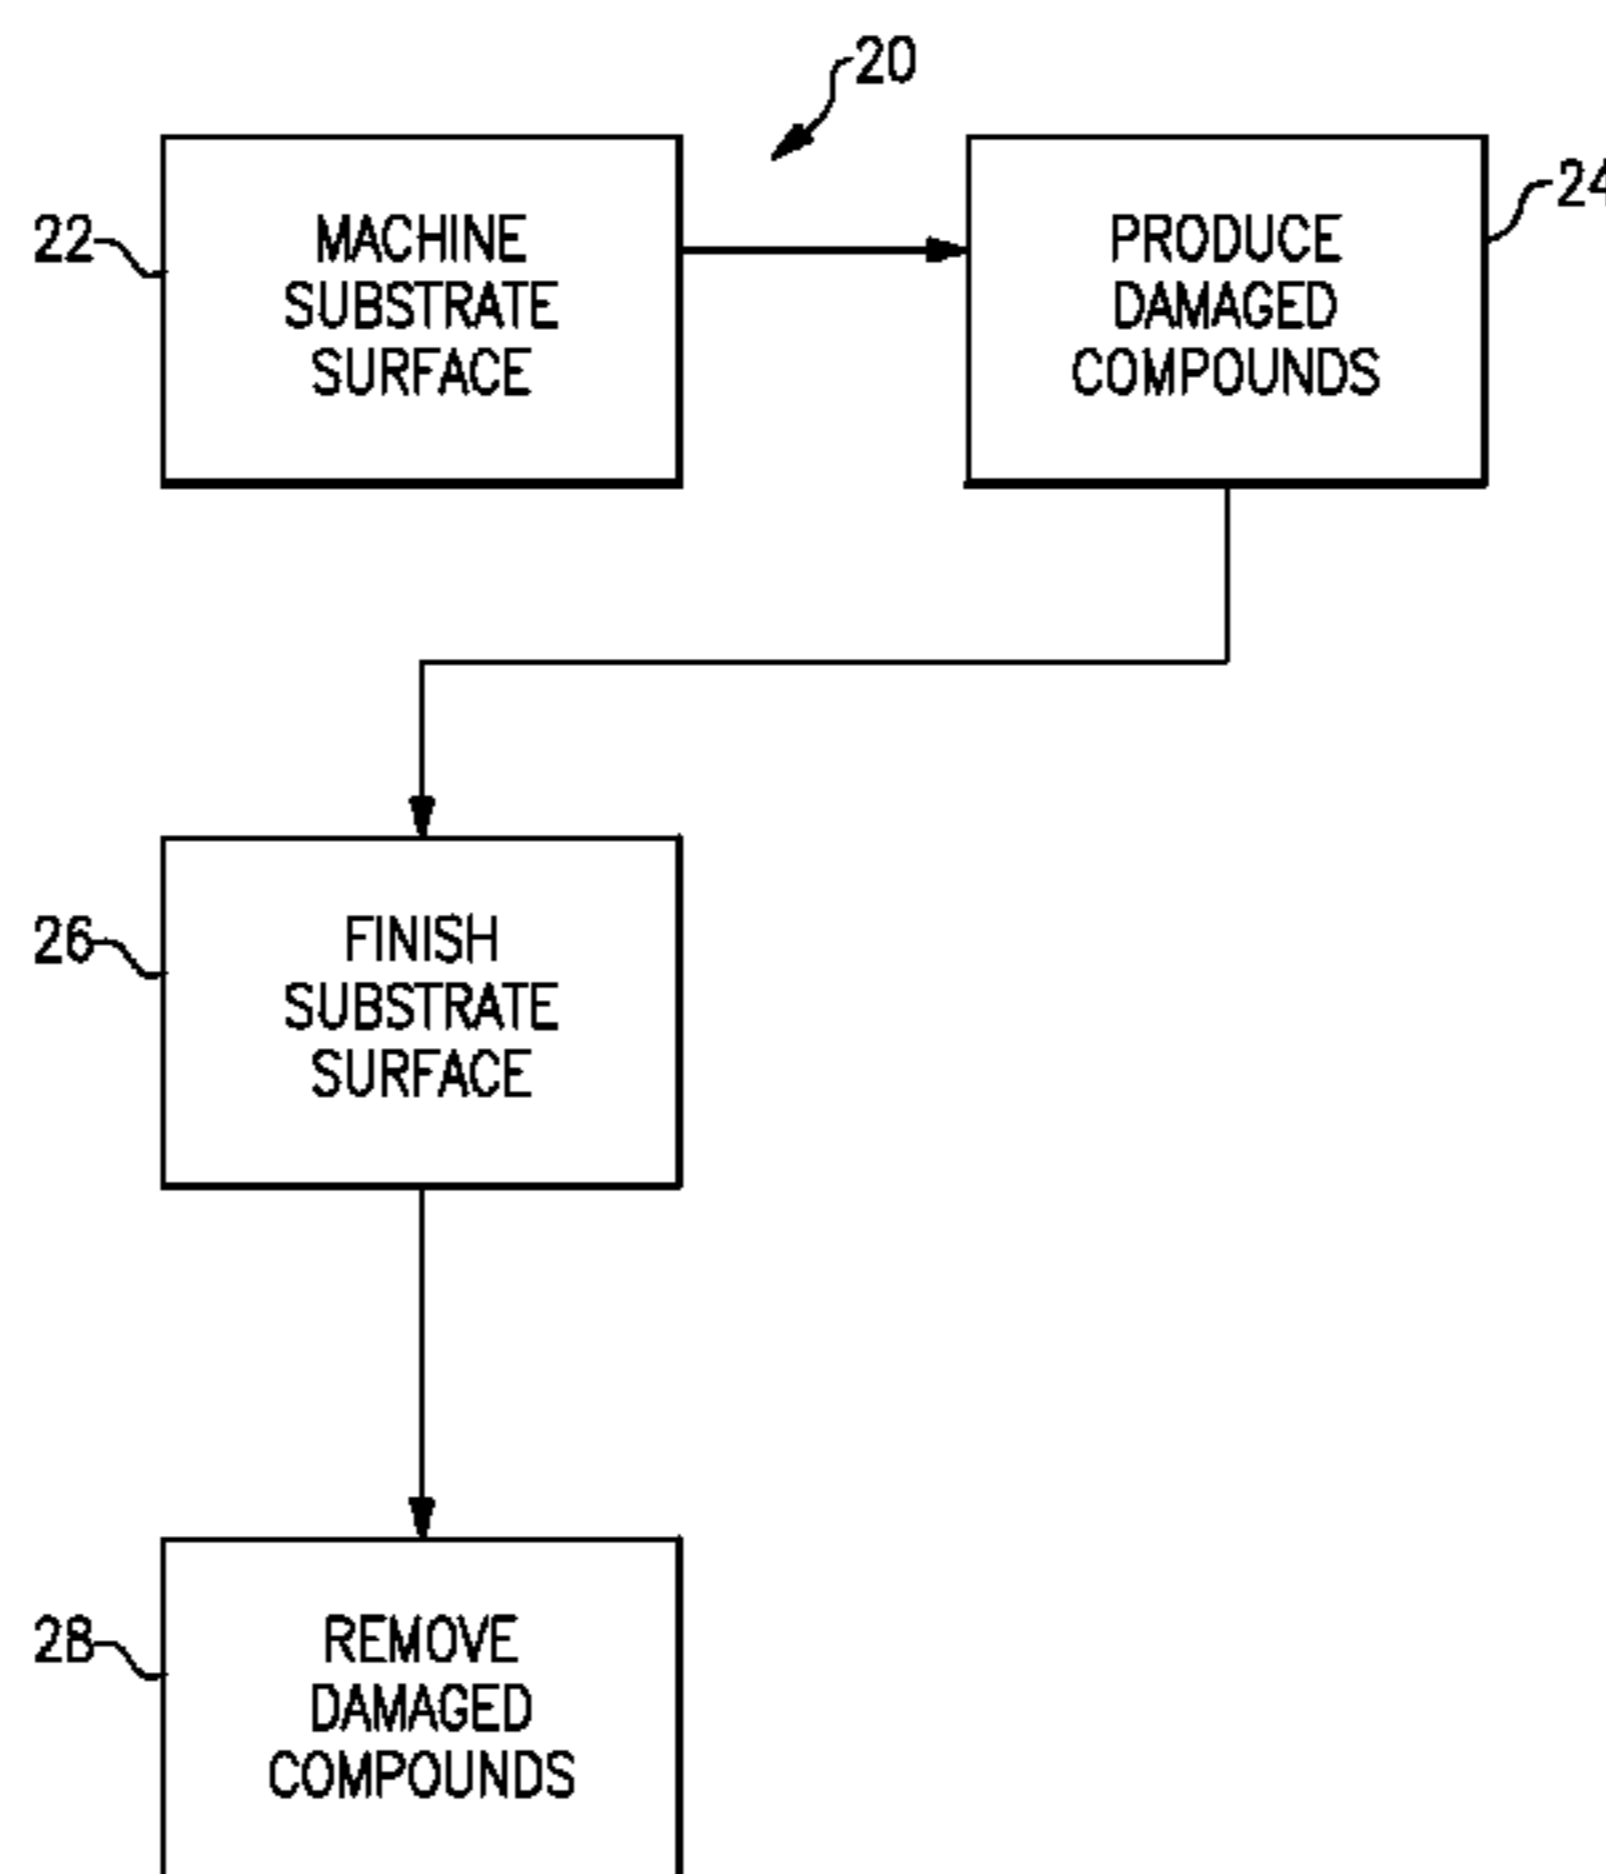 20
22
MACHINE
SUBSTRATE
SURFACE
24
PRODUCE
DAMAGED
COMPOUNDS
26
FINISH
SUBSTRATE
SURFACE
28
REMOVE
DAMAGED
COMPOUNDS